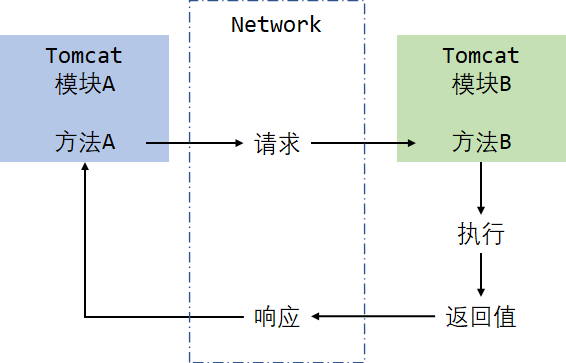 Network
Tomcat
模块A
方法A
请求
Tomcat
模块B
方法B
执行
返回值
响应